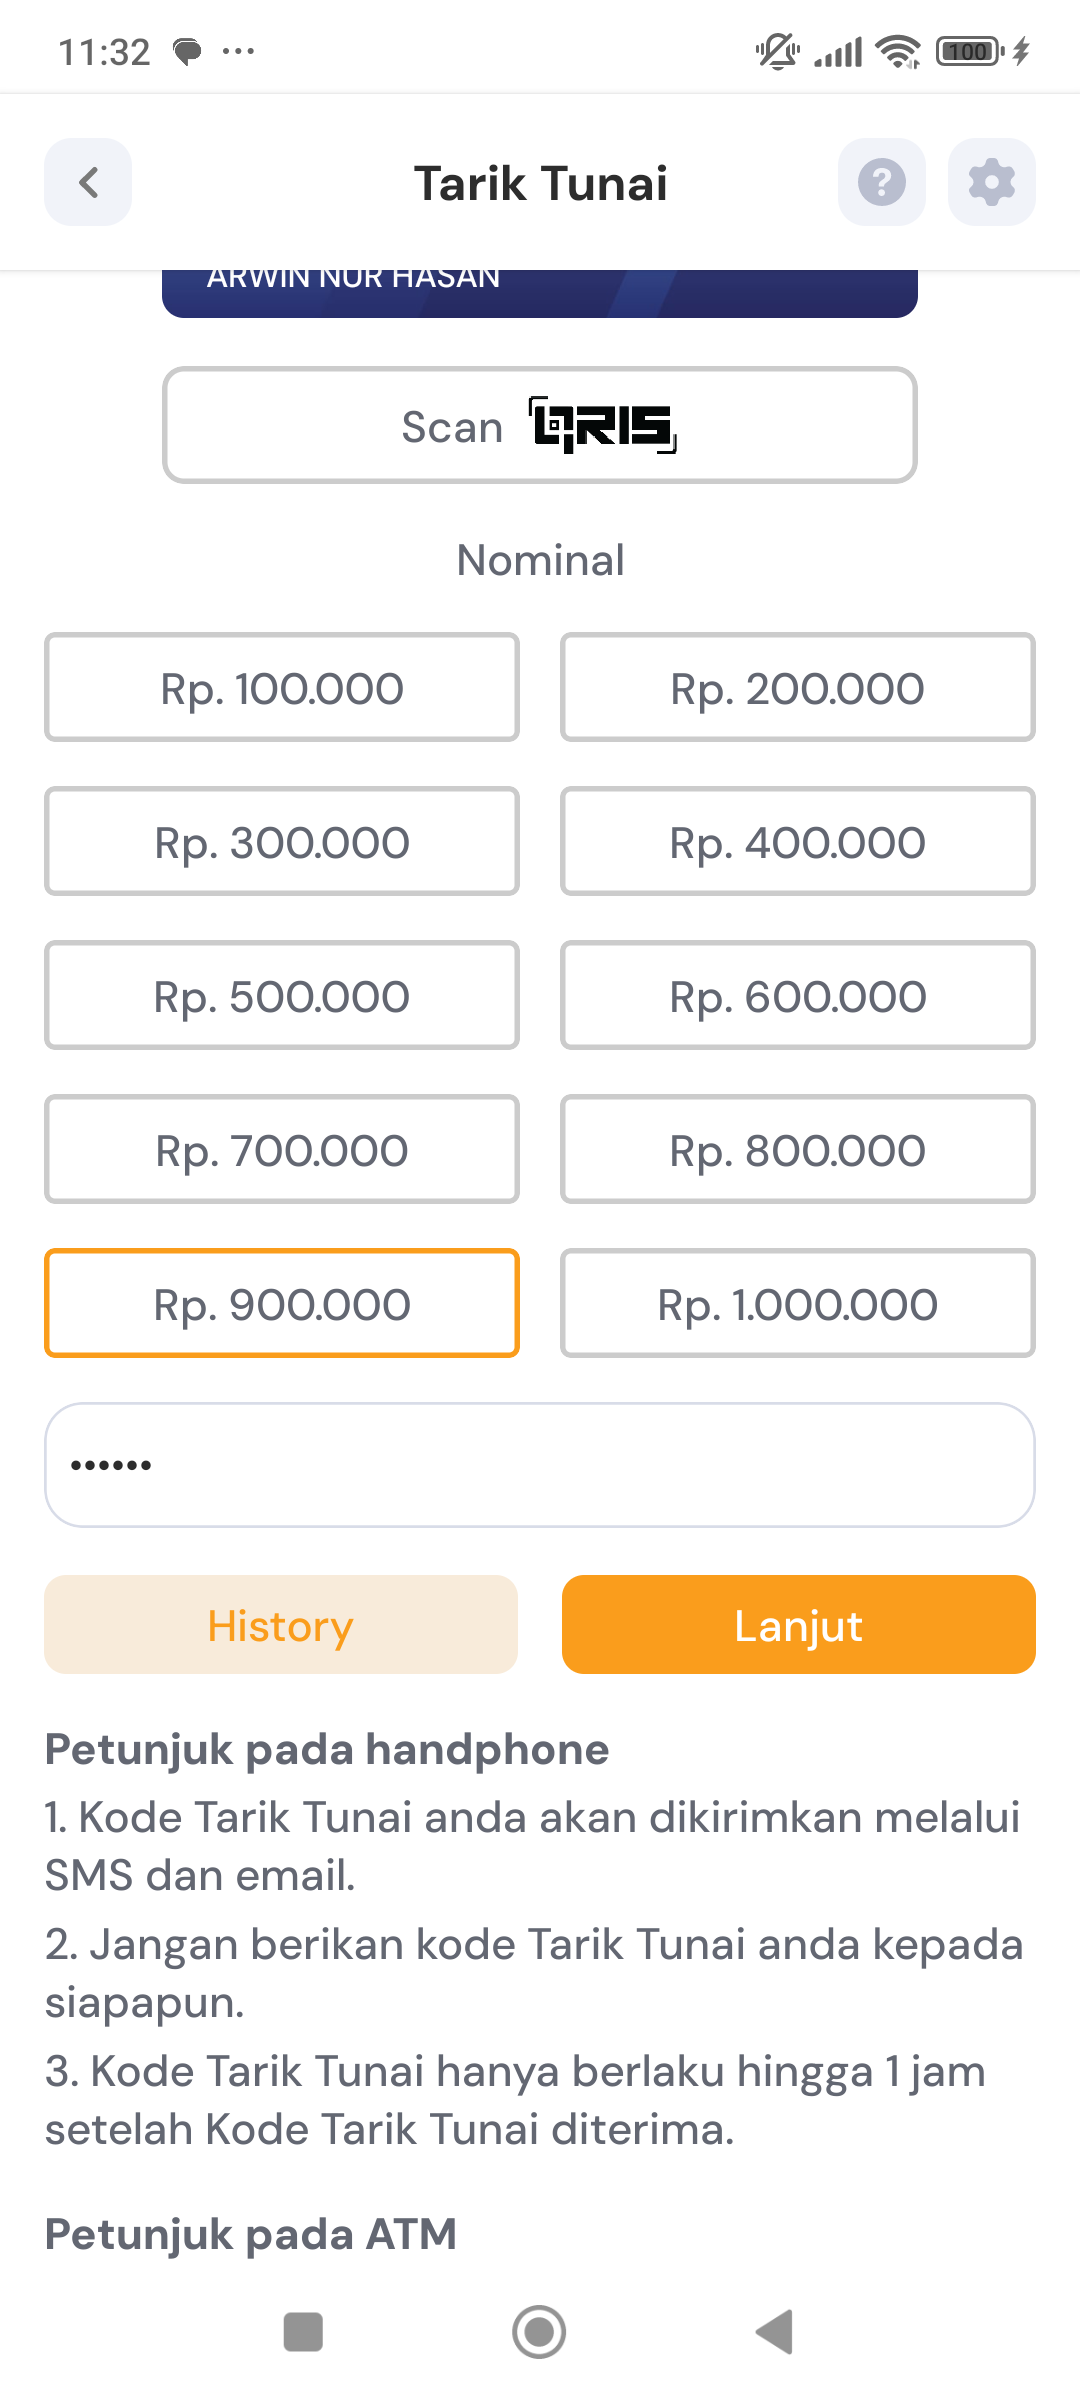 11:32
100
Tarik Tunai
ARWIN NUR HASAN
Scan QRIS
Nominal
Rp. 100.000
Rp. 200.000
Rp. 300.000
Rp. 400.000
Rp. 500.000
Rp. 600.000
Rp. 700.000
Rp. 800.000
Rp. 900.000
Rp. 1.000.000
••••••
History
Lanjut
Petunjuk pada handphone
1. Kode Tarik Tunai anda akan dikirimkan melalui
SMS dan email.
2. Jangan berikan kode Tarik Tunai anda kepada
siapapun.
3. Kode Tarik Tunai hanya berlaku hingga 1 jam
setelah Kode Tarik Tunai diterima.
Petunjuk pada ATM